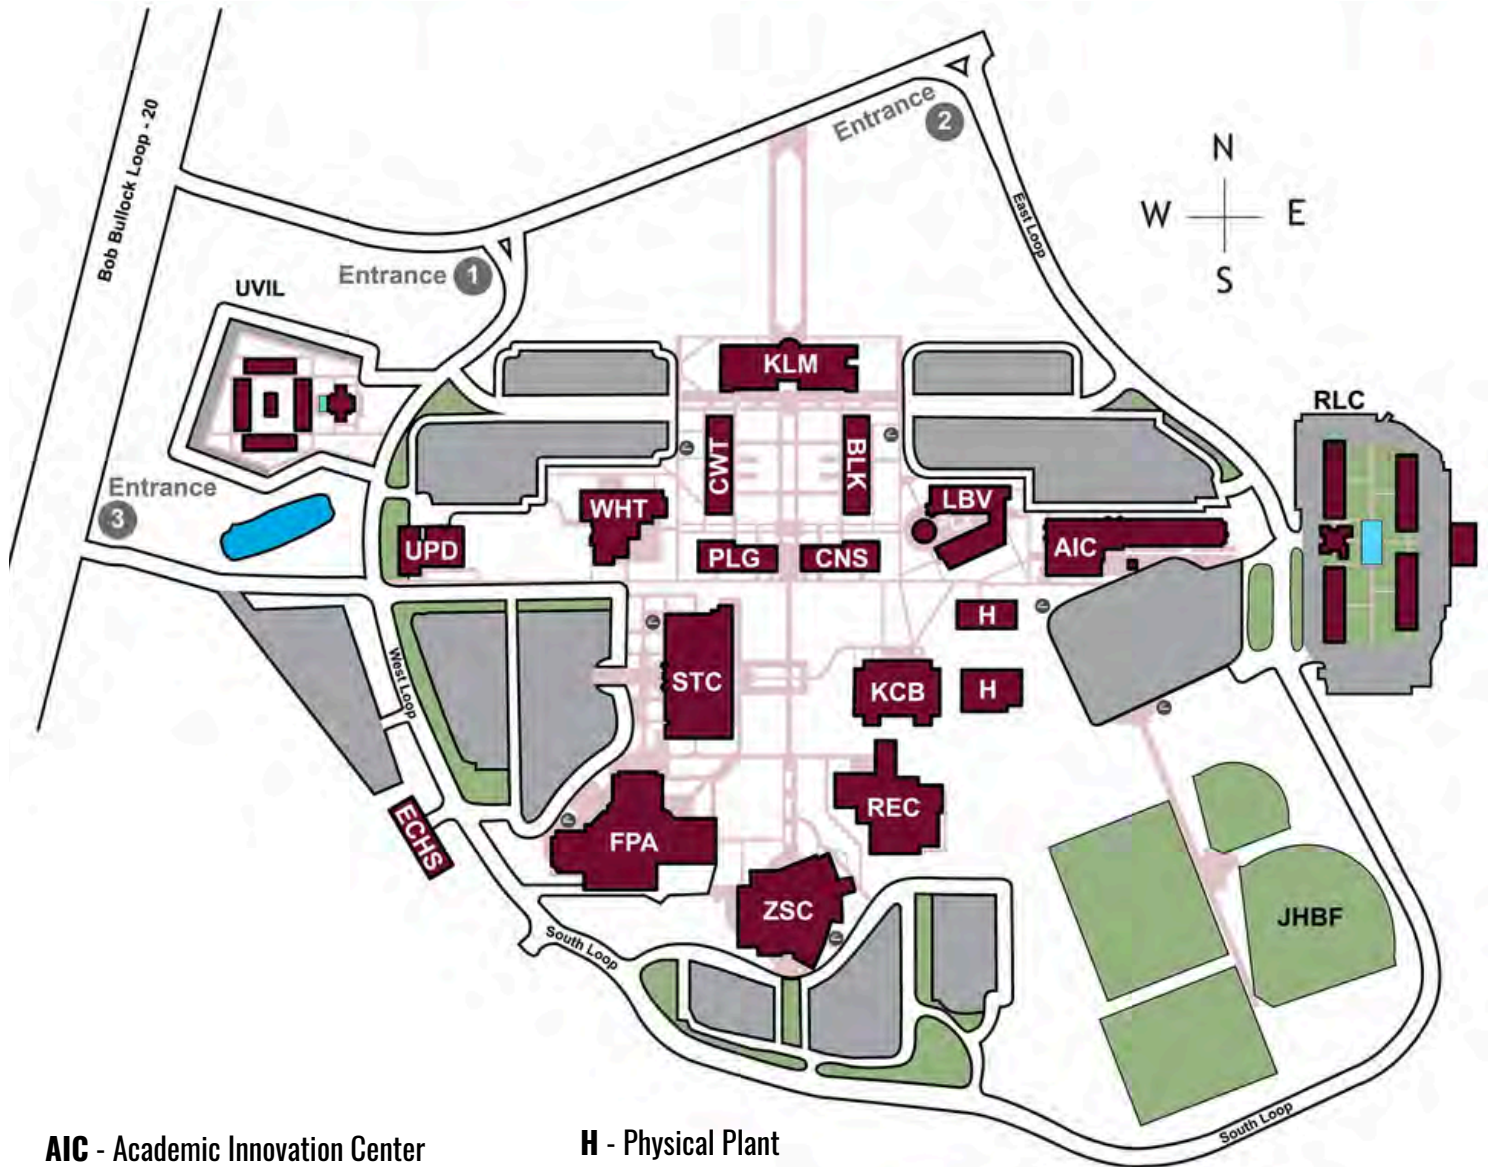 Bob Bullock Loop - 20
Entrance 2
N
W E
S
East Loop
Entrance 1
UVIL
KLM
RLC
CWT
BLK
Entrance
3
WHT
LBV
UPD
PLG
CNS
AIC
H
STC
KCB
H
West Loop
REC
ECHS
FPA
ZSC
JHBF
South Loop
South Loop
AIC - Academic Innovation Center
H - Physical Plant